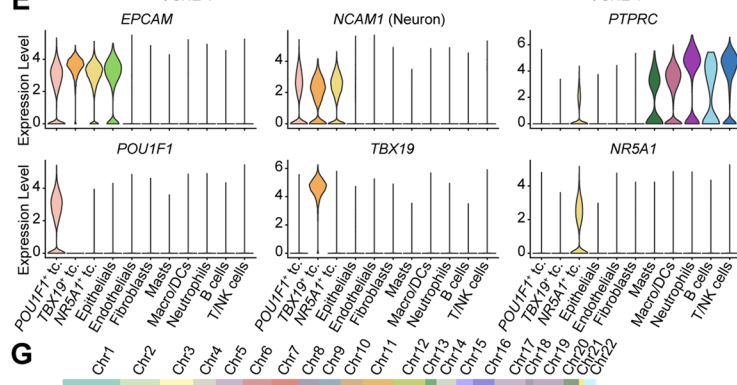 E
EPCAM
NCAM1 (Neuron)
PTPRC
Expression Level
4
2
0
4
2
0
6
4
2
0
POU1F1
TBX19
NR5A1
Expression Level
4
2
0
6
4
2
0
4
2
0
POU1F1⁺ tc.
TBX19⁺ tc.
NR5A1⁺ tc.
Epithelials
Endothelials
Fibroblasts
Masts
Macro/DCs
Neutrophils
B cells
T/NK cells
POU1F1⁺ tc.
TBX19⁺ tc.
NR5A1⁺ tc.
Epithelials
Endothelials
Fibroblasts
Masts
Macro/DCs
Neutrophils
B cells
T/NK cells
POU1F1⁺ tc.
TBX19⁺ tc.
NR5A1⁺ tc.
Epithelials
Endothelials
Fibroblasts
Masts
Macro/DCs
Neutrophils
B cells
T/NK cells
G
Chr1
Chr2
Chr3
Chr4
Chr5
Chr6
Chr7
Chr8
Chr9
Chr10
Chr11
Chr12
Chr13
Chr14
Chr15
Chr16
Chr17
Chr18
Chr19
Chr20
Chr21
Chr22